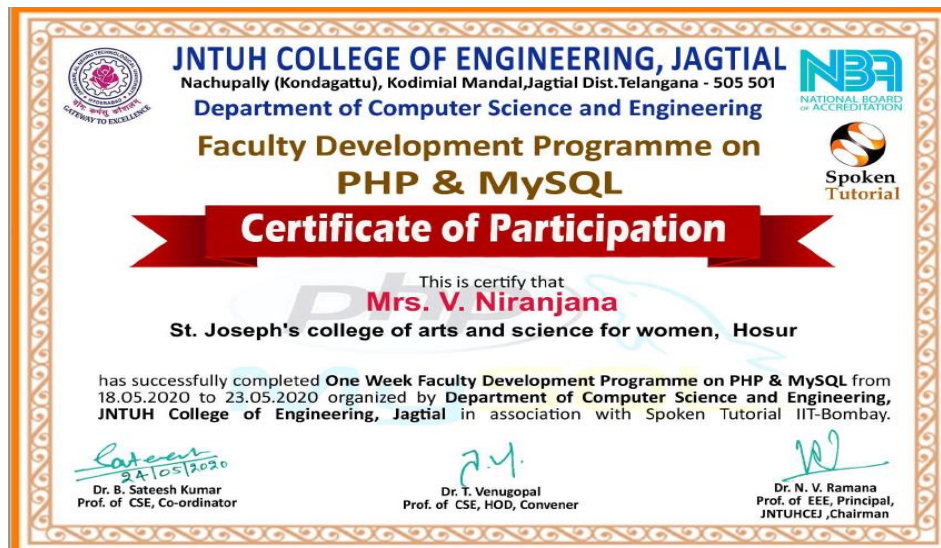 JNTUH COLLEGE OF ENGINEERING, JAGTIAL
Nachupally (Kondagattu), Kodimial Mandal,Jagtial Dist.Telangana - 505 501
Department of Computer Science and Engineering
GATEWAY TO EXCELLENCE
NBA
NATIONAL BOARD
OF ACCREDITATION
Faculty Development Programme on
PHP & MySQL
Spoken
Tutorial
Certificate of Participation
This is certify that
Mrs. V. Niranjana
St. Joseph's college of arts and science for women, Hosur
php
has successfully completed One Week Faculty Development Programme on PHP & MySQL from
18.05.2020 to 23.05.2020 organized by Department of Computer Science and Engineering,
JNTUH College of Engineering, Jagtial in association with Spoken Tutorial IIT-Bombay.
Sateesh
24/05/2020
Dr. B. Sateesh Kumar
Prof. of CSE, Co-ordinator
Dr. T. Venugopal
Prof. of CSE, HOD, Convener
Dr. N. V. Ramana
Prof. of EEE, Principal,
JNTUHCEJ ,Chairman